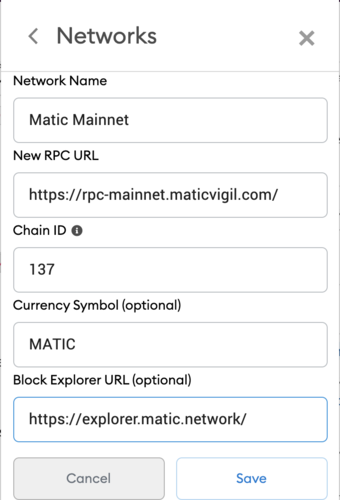 Networks
Network Name
Matic Mainnet
New RPC URL
https://rpc-mainnet.maticvigil.com/
Chain ID
137
Currency Symbol (optional)
MATIC
Block Explorer URL (optional)
https://explorer.matic.network/
Cancel
Save